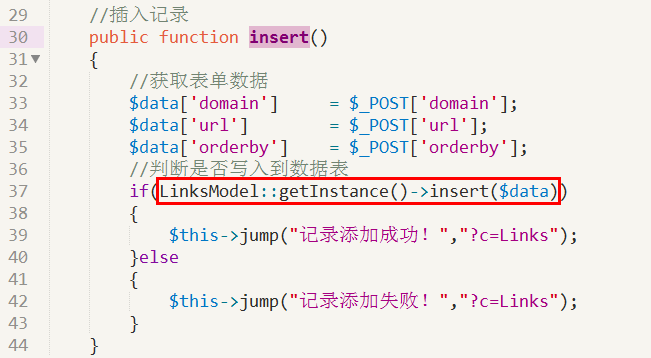 29 //插入记录
30 public function insert()
31▼ {
32 //获取表单数据
33 $data['domain'] = $_POST['domain'];
34 $data['url'] = $_POST['url'];
35 $data['orderby'] = $_POST['orderby'];
36 //判断是否写入到数据表
37 if(LinksModel::getInstance()->insert($data))
38 {
39 $this->jump("记录添加成功！","?c=Links");
40 }else
41 {
42 $this->jump("记录添加失败！","?c=Links");
43 }
44 }